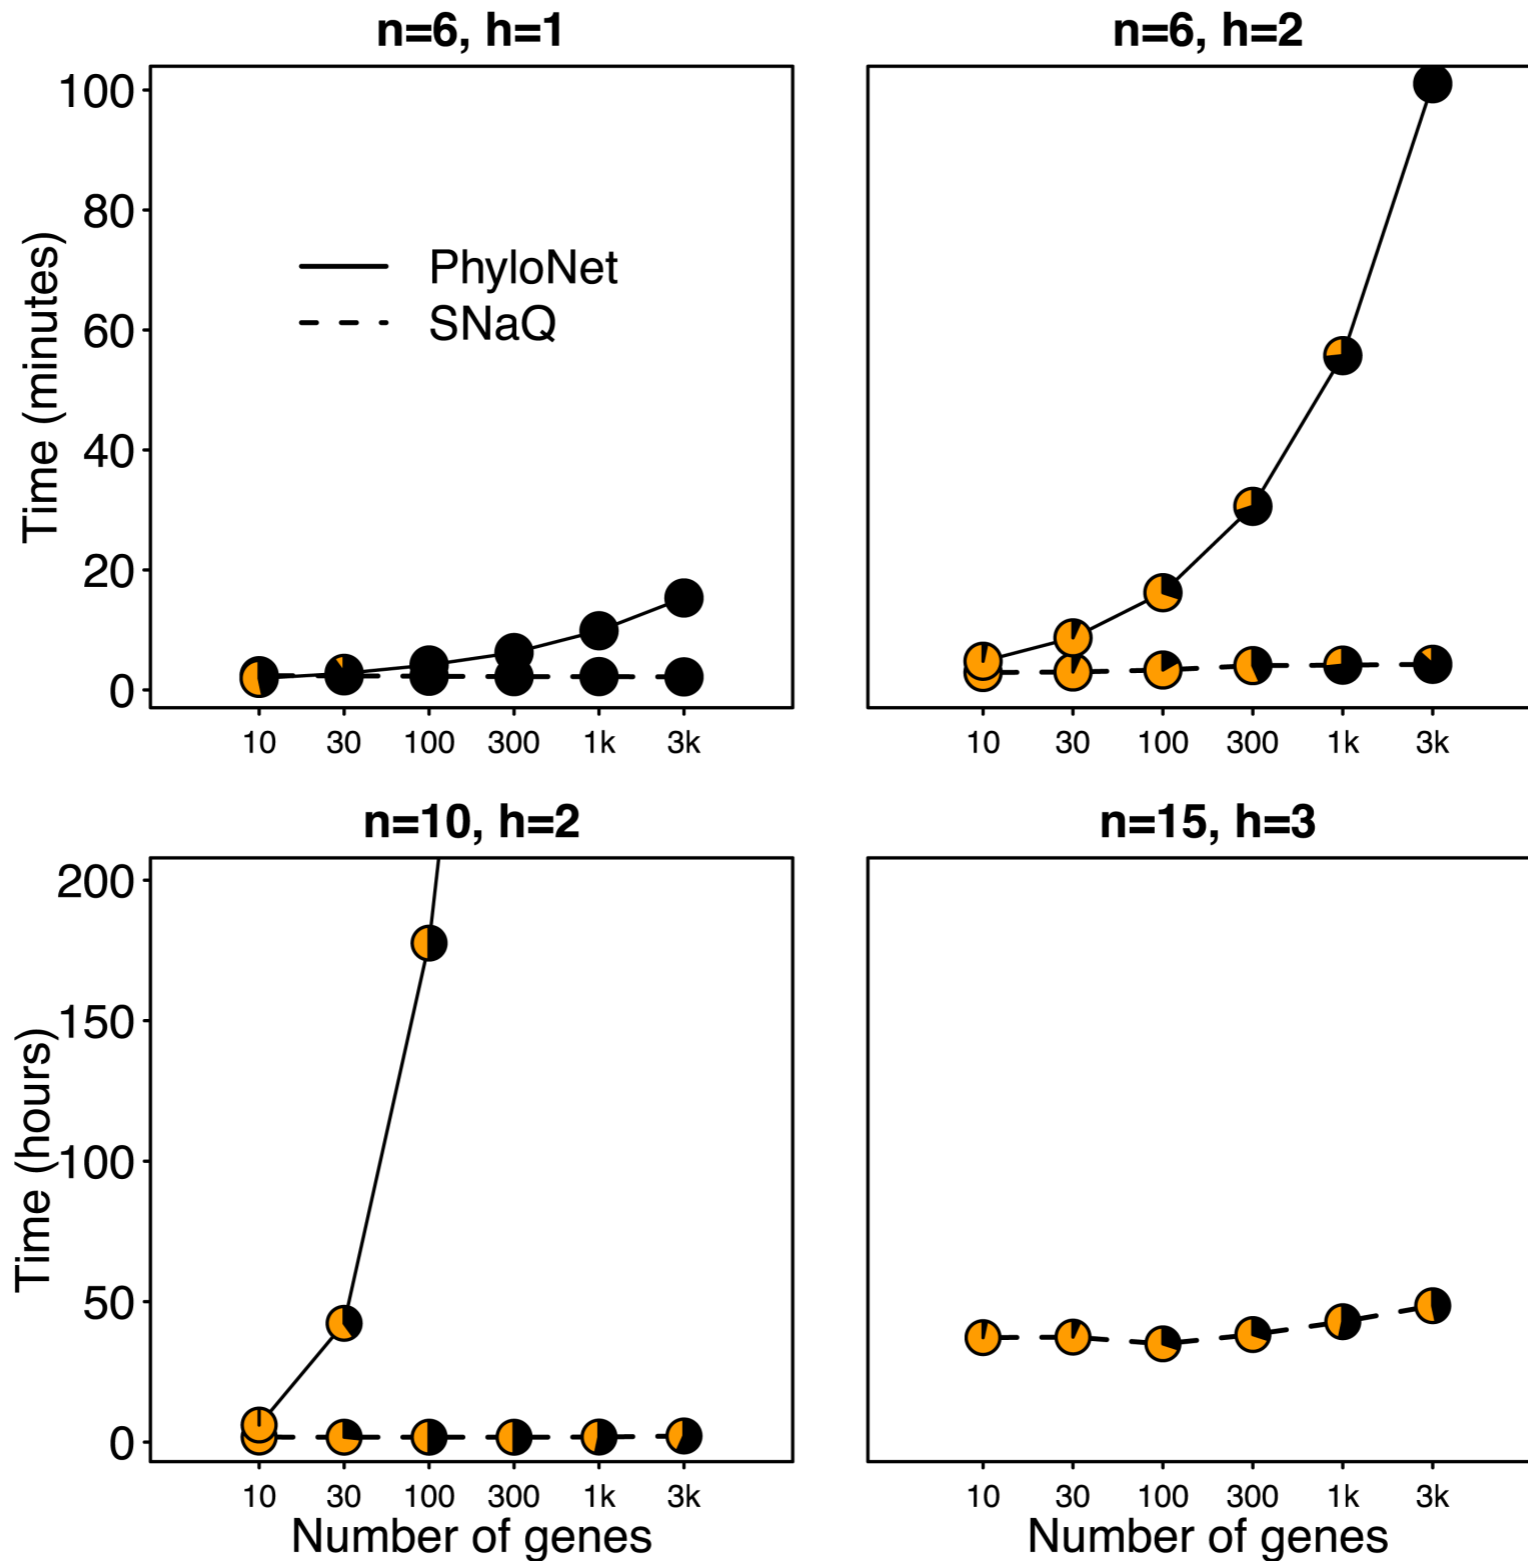 n=6, h=1
Time (minutes)
100
80
60
40
20
0
PhyloNet
SNaQ
10 30 100 300 1k 3k
n=6, h=2
10 30 100 300 1k 3k
n=10, h=2
Time (hours)
200
150
100
50
0
10 30 100 300 1k 3k
Number of genes
n=15, h=3
10 30 100 300 1k 3k
Number of genes